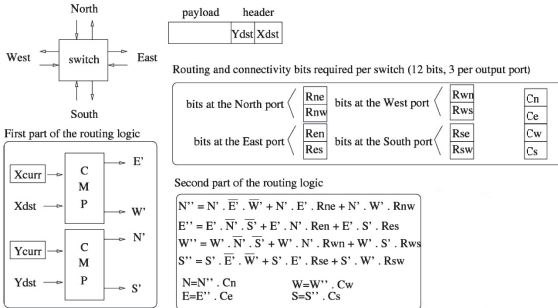 North
West
switch
East
South
payload header
Ydst Xdst
Routing and connectivity bits required per switch (12 bits, 3 per output port)
bits at the North port
Rne
Rnw
bits at the West port
Rwn
Rws
bits at the East port
Ren
Res
bits at the South port
Rse
Rsw
Cn
Ce
Cw
Cs
First part of the routing logic
Xcurr
Xdst
C
M
P
E'
W'
Ycurr
Ydst
C
M
P
N'
S'
Second part of the routing logic
N'' = N' . E̅' . W̅' + N' . E' . Rne + N' . W' . Rnw
E'' = E' . N̅' . S̅' + E' . N' . Ren + E' . S' . Res
W'' = W' . N̅' . S̅' + W' . N' . Rwn + W' . S' . Rws
S'' = S' . E̅' . W̅' + S' . E' . Rse + S' . W' . Rsw
N=N'' . Cn W=W'' . Cw
E=E'' . Ce S=S'' . Cs